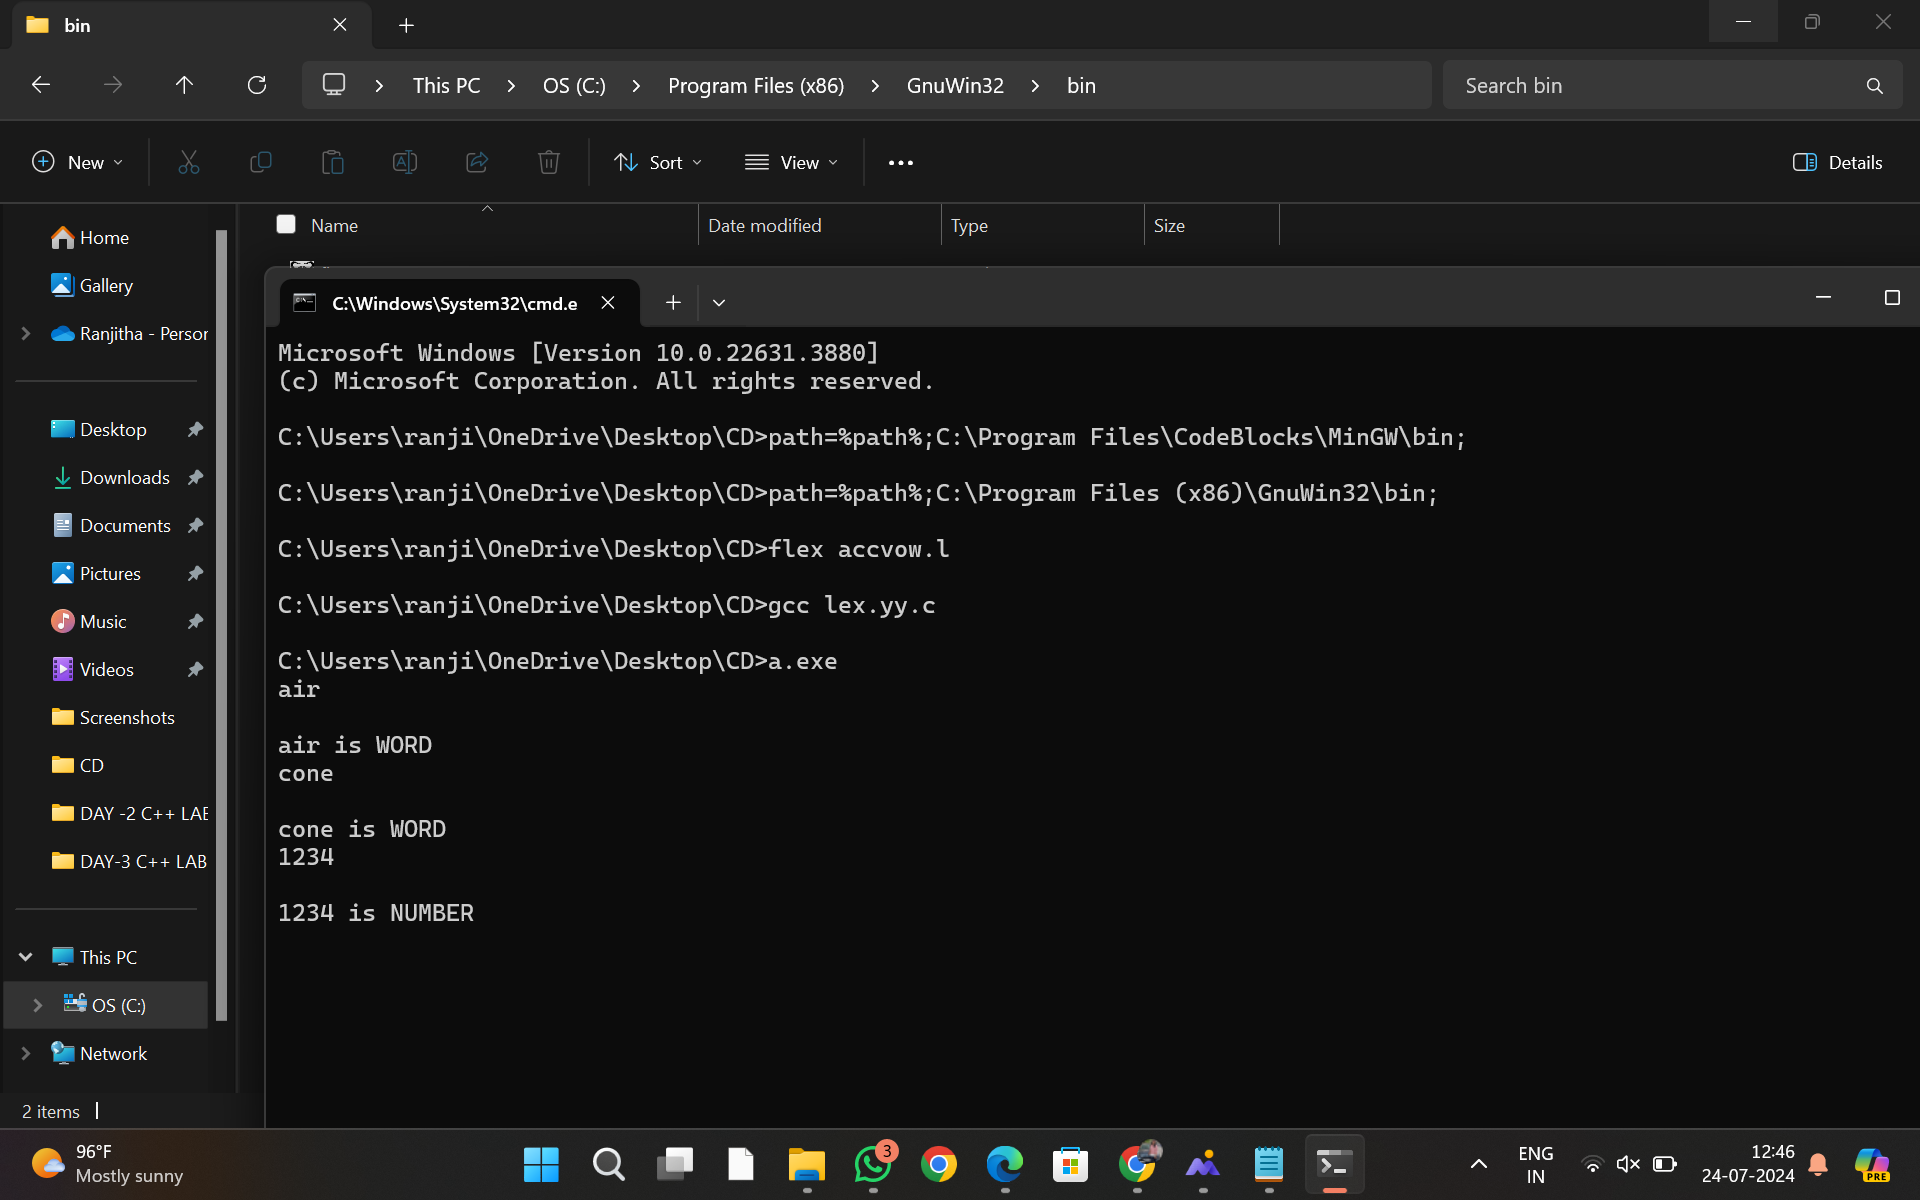 bin
This PC > OS (C:) > Program Files (x86) > GnuWin32 > bin
Search bin
New
Sort
View
Details
Name
Date modified
Type
Size
Home
Gallery
Ranjitha - Persor
Desktop
Downloads
Documents
Pictures
Music
Videos
Screenshots
CD
DAY -2 C++ LAE
DAY-3 C++ LAB
This PC
OS (C:)
Network
2 items
C:\Windows\System32\cmd.e
Microsoft Windows [Version 10.0.22631.3880]
(c) Microsoft Corporation. All rights reserved.
C:\Users\ranji\OneDrive\Desktop\CD>path=%path%;C:\Program Files\CodeBlocks\MinGW\bin;
C:\Users\ranji\OneDrive\Desktop\CD>path=%path%;C:\Program Files (x86)\GnuWin32\bin;
C:\Users\ranji\OneDrive\Desktop\CD>flex accvow.l
C:\Users\ranji\OneDrive\Desktop\CD>gcc lex.yy.c
C:\Users\ranji\OneDrive\Desktop\CD>a.exe
air
air is WORD
cone
cone is WORD
1234
1234 is NUMBER
96°F
Mostly sunny
3
ENG
IN
12:46
24-07-2024
PRE